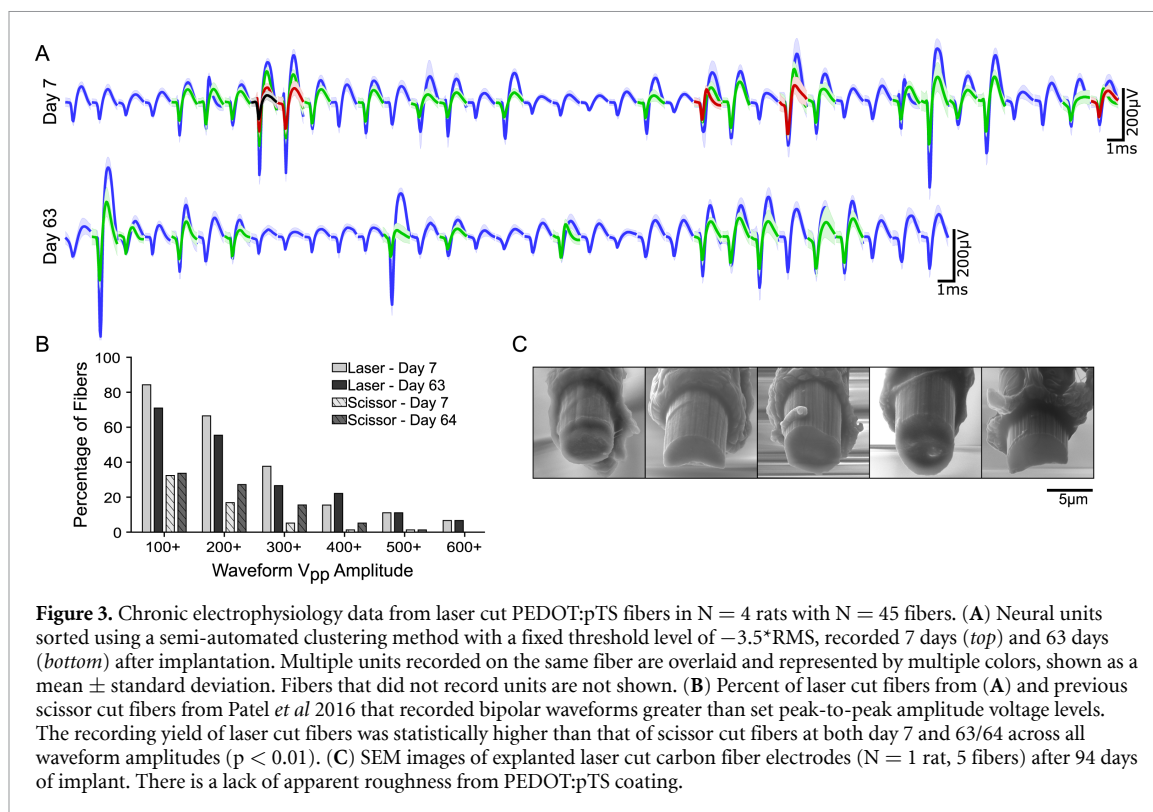 A
Day 7
200µV
1ms
Day 63
200µV
1ms
B
C
Percentage of Fibers
100
80
60
40
20
0
Laser - Day 7
Laser - Day 63
Scissor - Day 7
Scissor - Day 64
100+ 200+ 300+ 400+ 500+ 600+
Waveform VPP Amplitude
5µm
Figure 3. Chronic electrophysiology data from laser cut PEDOT:pTS fibers in N = 4 rats with N = 45 fibers. (A) Neural units
sorted using a semi-automated clustering method with a fixed threshold level of −3.5*RMS, recorded 7 days (top) and 63 days
(bottom) after implantation. Multiple units recorded on the same fiber are overlaid and represented by multiple colors, shown as a
mean ± standard deviation. Fibers that did not record units are not shown. (B) Percent of laser cut fibers from (A) and previous
scissor cut fibers from Patel et al 2016 that recorded bipolar waveforms greater than set peak-to-peak amplitude voltage levels.
The recording yield of laser cut fibers was statistically higher than that of scissor cut fibers at both day 7 and 63/64 across all
waveform amplitudes (p < 0.01). (C) SEM images of explanted laser cut carbon fiber electrodes (N = 1 rat, 5 fibers) after 94 days
of implant. There is a lack of apparent roughness from PEDOT:pTS coating.